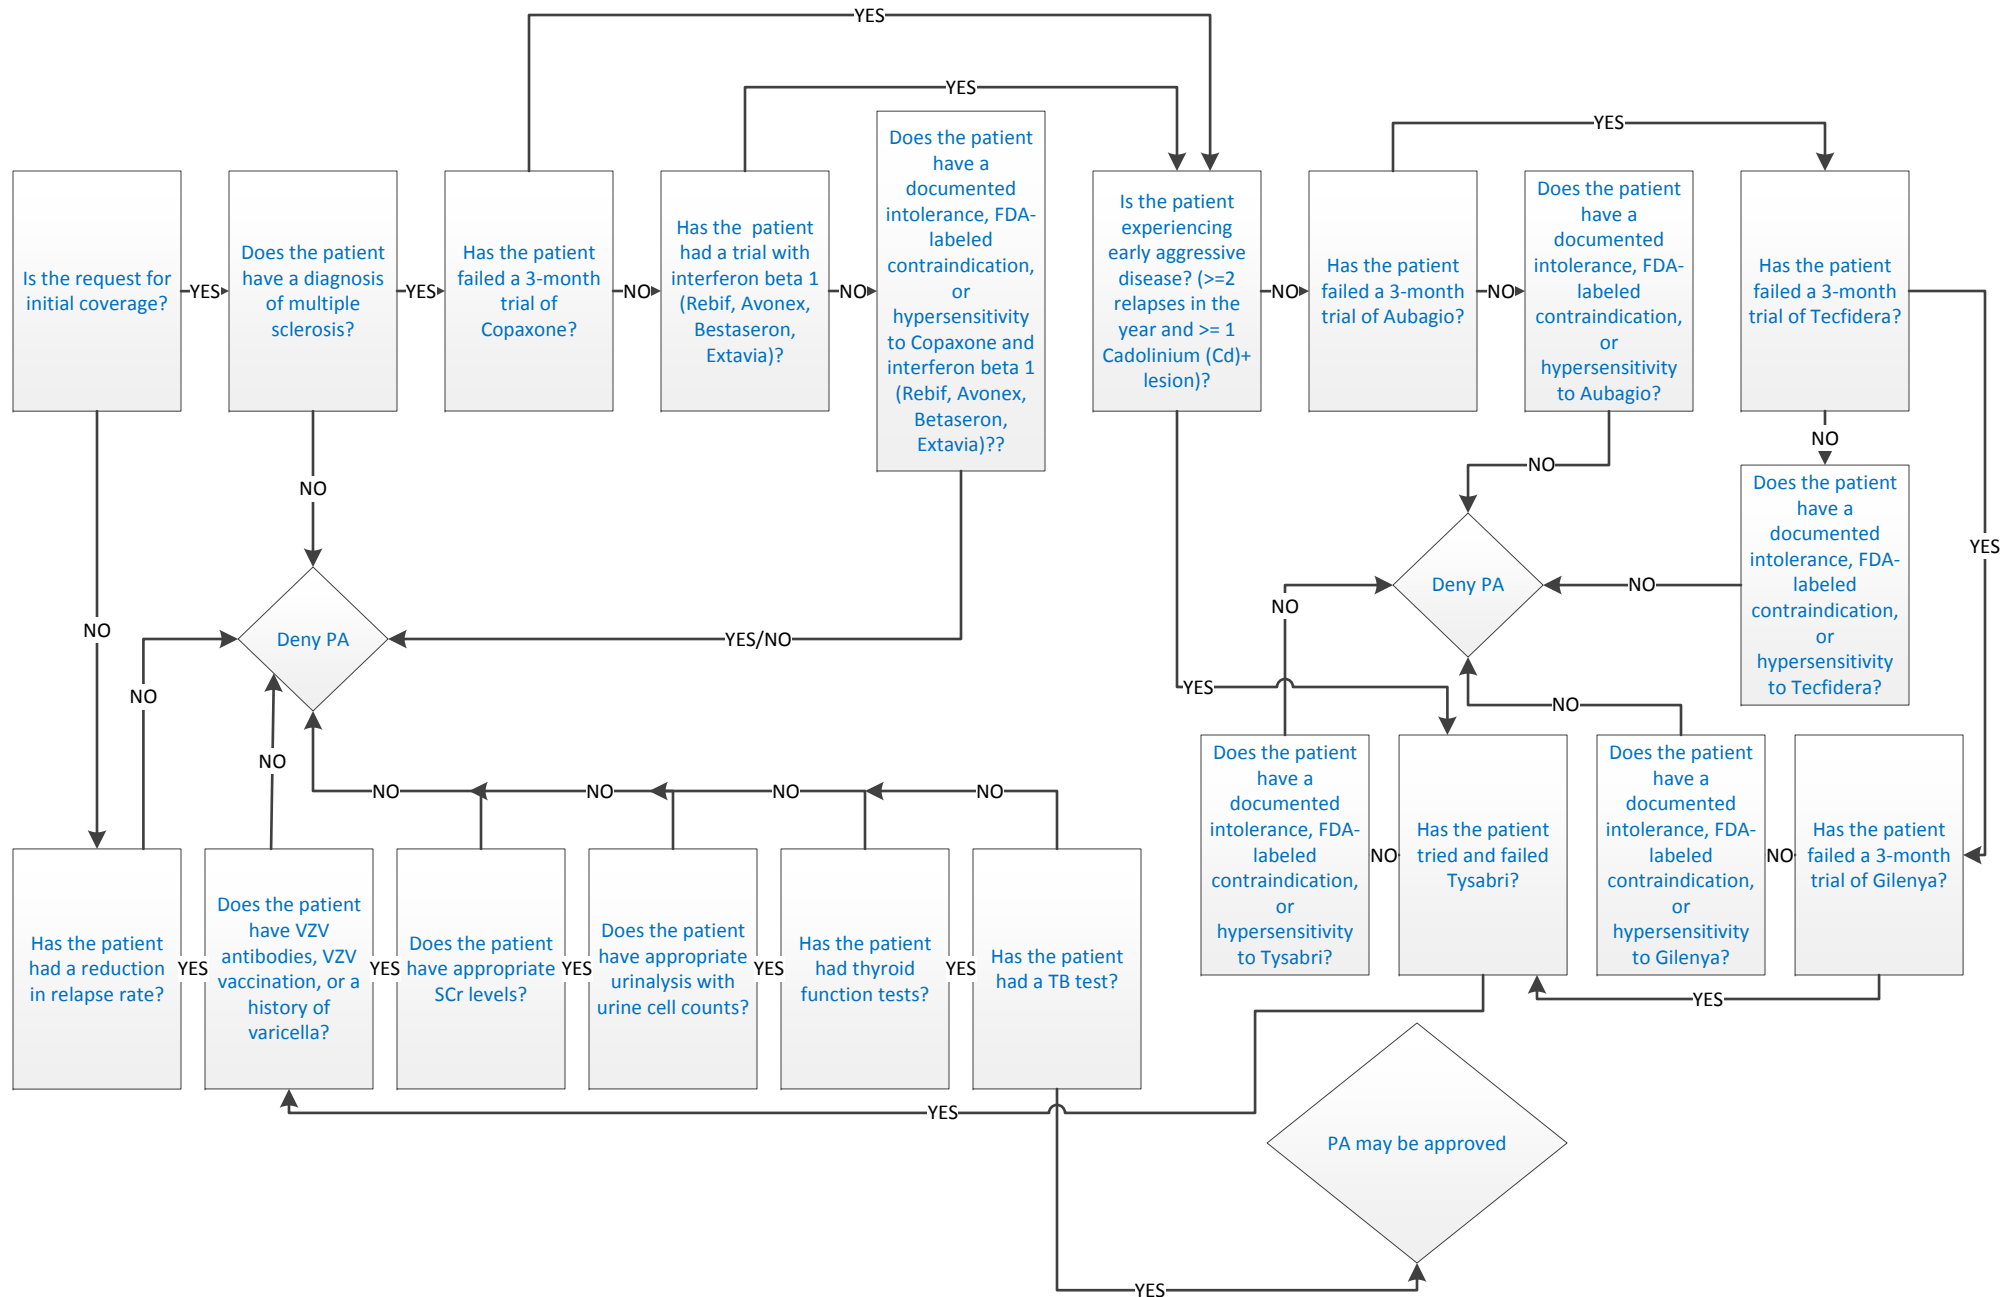 YES
YES
YES
Is the request for
initial coverage?
YES
Does the patient
have a diagnosis
of multiple
sclerosis?
YES
Has the patient
failed a 3-month
trial of
Copaxone?
NO
Has the  patient
had a trial with
interferon beta 1
(Rebif, Avonex,
Bestaseron,
Extavia)?
NO
Does the patient
have a
documented
intolerance, FDA-
labeled
contraindication,
or
hypersensitivity
to Copaxone and
interferon beta 1
(Rebif, Avonex,
Betaseron,
Extavia)??
Is the patient
experiencing
early aggressive
disease? (>=2
relapses in the
year and >= 1
Cadolinium (Cd)+
lesion)?
NO
Has the patient
failed a 3-month
trial of Aubagio?
NO
Does the patient
have a
documented
intolerance, FDA-
labeled
contraindication,
or
hypersensitivity
to Aubagio?
Has the patient
failed a 3-month
trial of Tecfidera?
NO
NO
NO
YES
NO
Does the patient
have a
documented
intolerance, FDA-
labeled
contraindication,
or
hypersensitivity
to Tecfidera?
Deny PA
NO
NO
NO
Deny PA
YES/NO
NO
YES
NO
NO
NO
NO
NO
NO
Does the patient
have a
documented
intolerance, FDA-
labeled
contraindication,
or
hypersensitivity
to Tysabri?
NO
Has the patient
tried and failed
Tysabri?
Does the patient
have a
documented
intolerance, FDA-
labeled
contraindication,
or
hypersensitivity
to Gilenya?
NO
Has the patient
failed a 3-month
trial of Gilenya?
Has the patient
had a reduction
in relapse rate?
YES
Does the patient
have VZV
antibodies, VZV
vaccination, or a
history of
varicella?
YES
Does the patient
have appropriate
SCr levels?
YES
Does the patient
have appropriate
urinalysis with
urine cell counts?
YES
Has the patient
had thyroid
function tests?
YES
Has the patient
had a TB test?
YES
YES
PA may be approved
YES